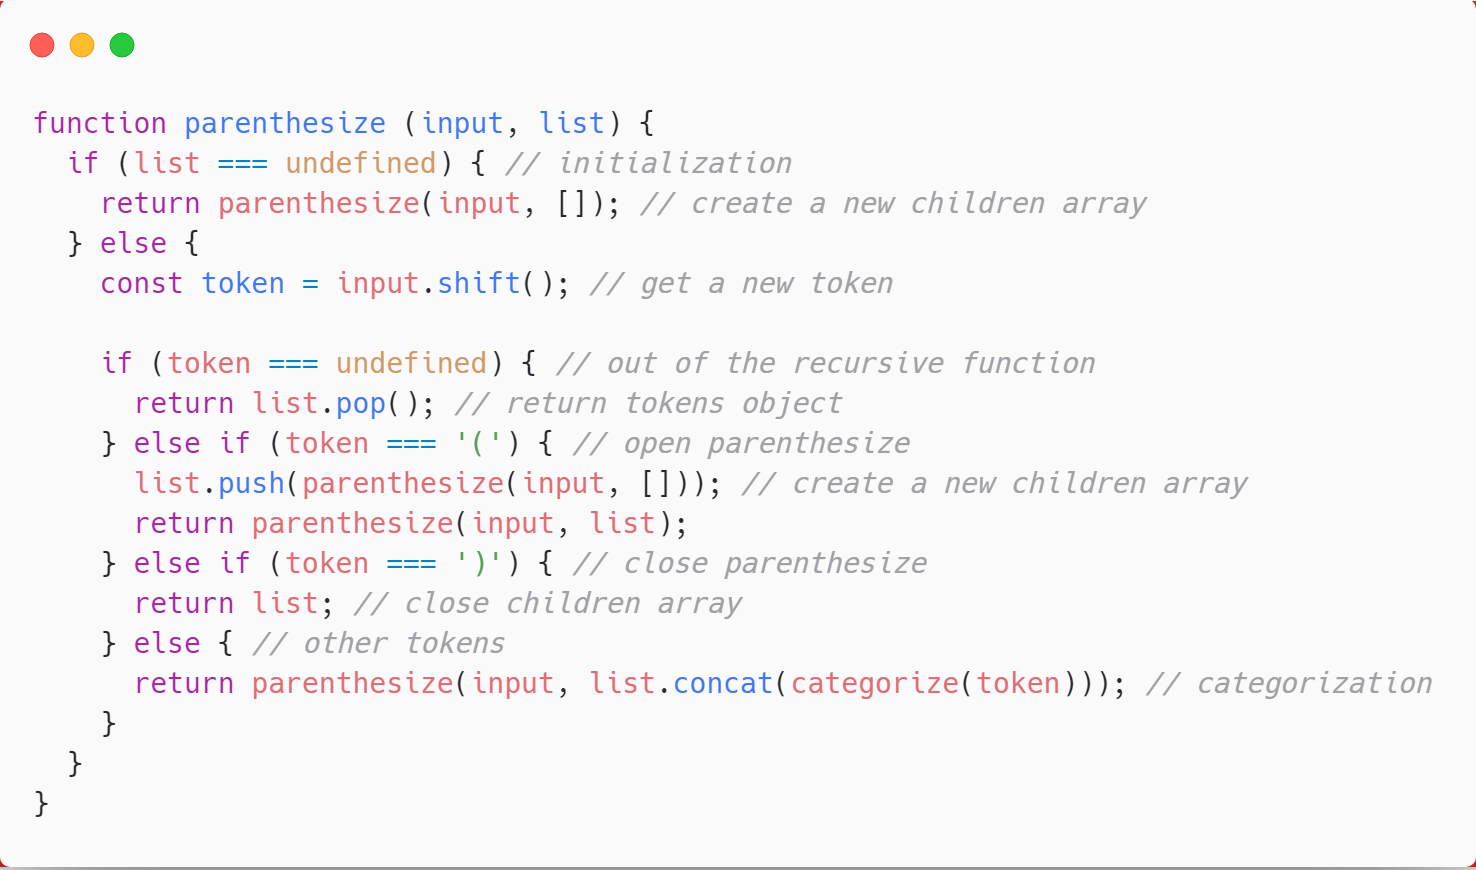 function parenthesize (input, list) {
  if (list === undefined) { // initialization
    return parenthesize(input, []); // create a new children array
  } else {
    const token = input.shift(); // get a new token

    if (token === undefined) { // out of the recursive function
      return list.pop(); // return tokens object
    } else if (token === '(') { // open parenthesize
      list.push(parenthesize(input, [])); // create a new children array
      return parenthesize(input, list);
    } else if (token === ')') { // close parenthesize
      return list; // close children array
    } else { // other tokens
      return parenthesize(input, list.concat(categorize(token))); // categorization
    }
  }
}